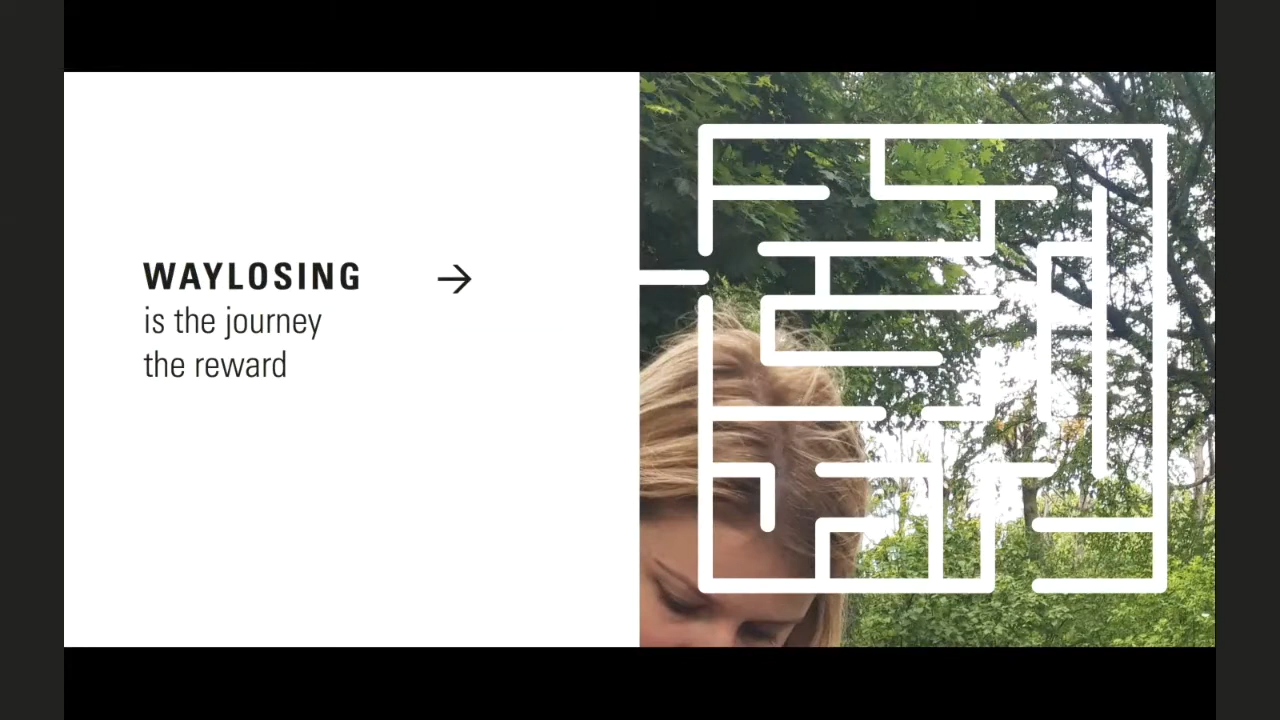 WAYLOSING →
is the journey
the reward